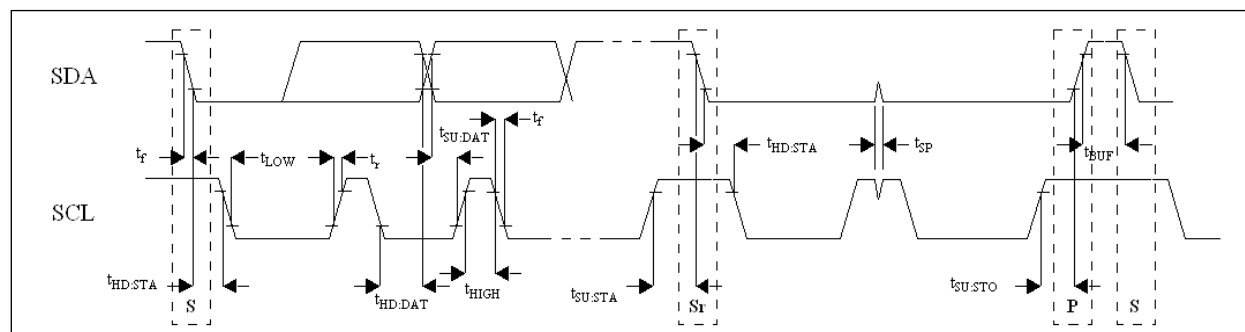 SDA
t_f
t_SU:DAT
t_f
t_LOW
t_r
t_HD:STA
t_SP
t_BUF
SCL
t_HD:STA
S
t_HD:DAT
t_HIGH
t_SU:STA
Sr
t_SU:STO
P
S